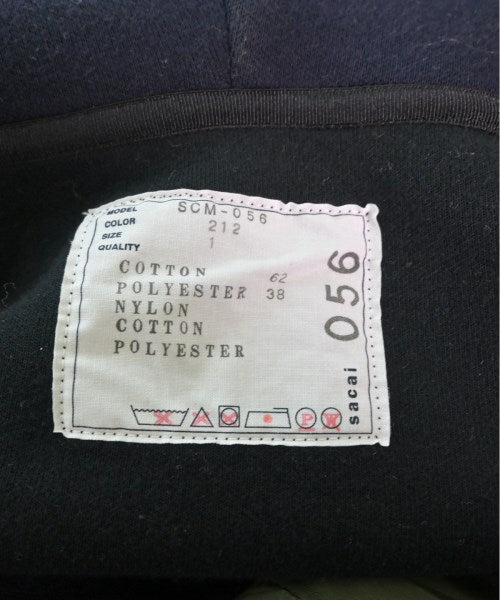 MODEL SCM-056
COLOR 212
SIZE 1
QUALITY
COTTON 62
POLYESTER 38
NYLON
COTTON
POLYESTER
056
sacai
P W